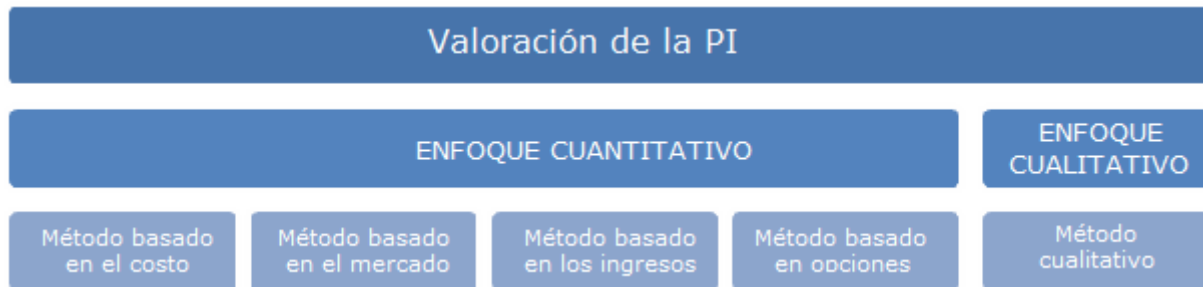 Valoración de la PI
ENFOQUE CUANTITATIVO
ENFOQUE
CUALITATIVO
Método basado
en el costo
Método basado
en el mercado
Método basado
en los ingresos
Método basado
en opciones
Método
cualitativo